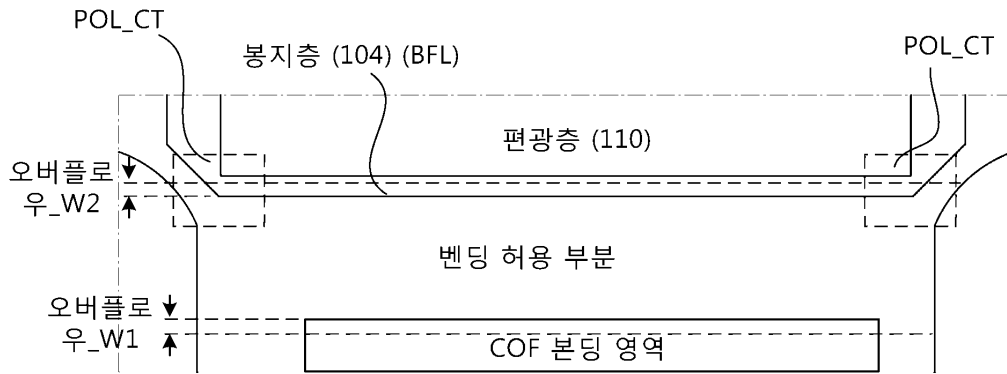 POL_CT
봉지층 (104) (BFL)
POL_CT
편광층 (110)
오버플로
우_W2
벤딩 허용 부분
오버플로
우_W1
COF 본딩 영역